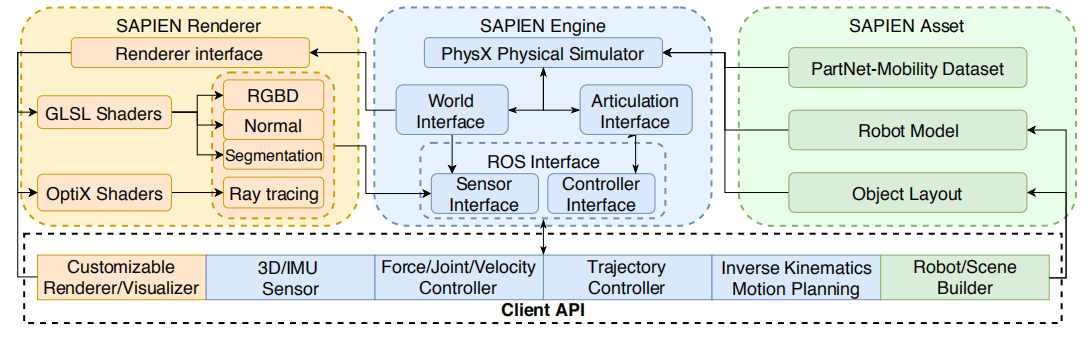 SAPIEN Renderer
Renderer interface
GLSL Shaders
RGBD
Normal
Segmentation
OptiX Shaders
Ray tracing
SAPIEN Engine
PhysX Physical Simulator
World
Interface
Articulation
Interface
ROS Interface
Sensor
Interface
Controller
Interface
SAPIEN Asset
PartNet-Mobility Dataset
Robot Model
Object Layout
Customizable
Renderer/Visualizer
3D/IMU
Sensor
Force/Joint/Velocity
Controller
Trajectory
Controller
Inverse Kinematics
Motion Planning
Robot/Scene
Builder
Client API